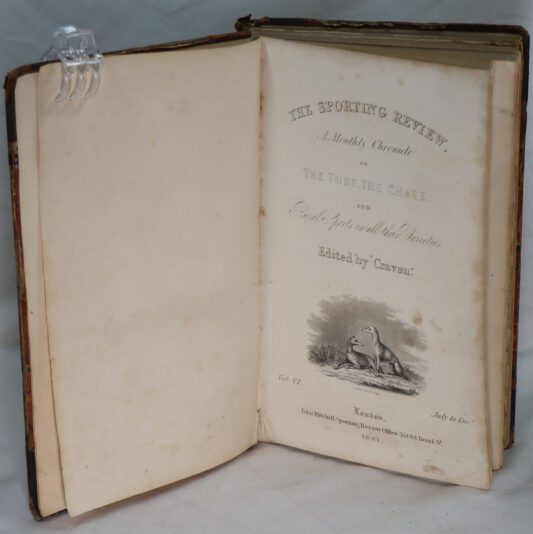 THE SPORTING REVIEW,
A Monthly Chronicle
OF
THE TURF, THE CHASE,
AND
Rural Sports in all their Varieties.
Edited by "Craven".
Vol. VI
July to Dec
London,
John Mitchell, Sporting Review Office, 33, Old Bond St.
1841.